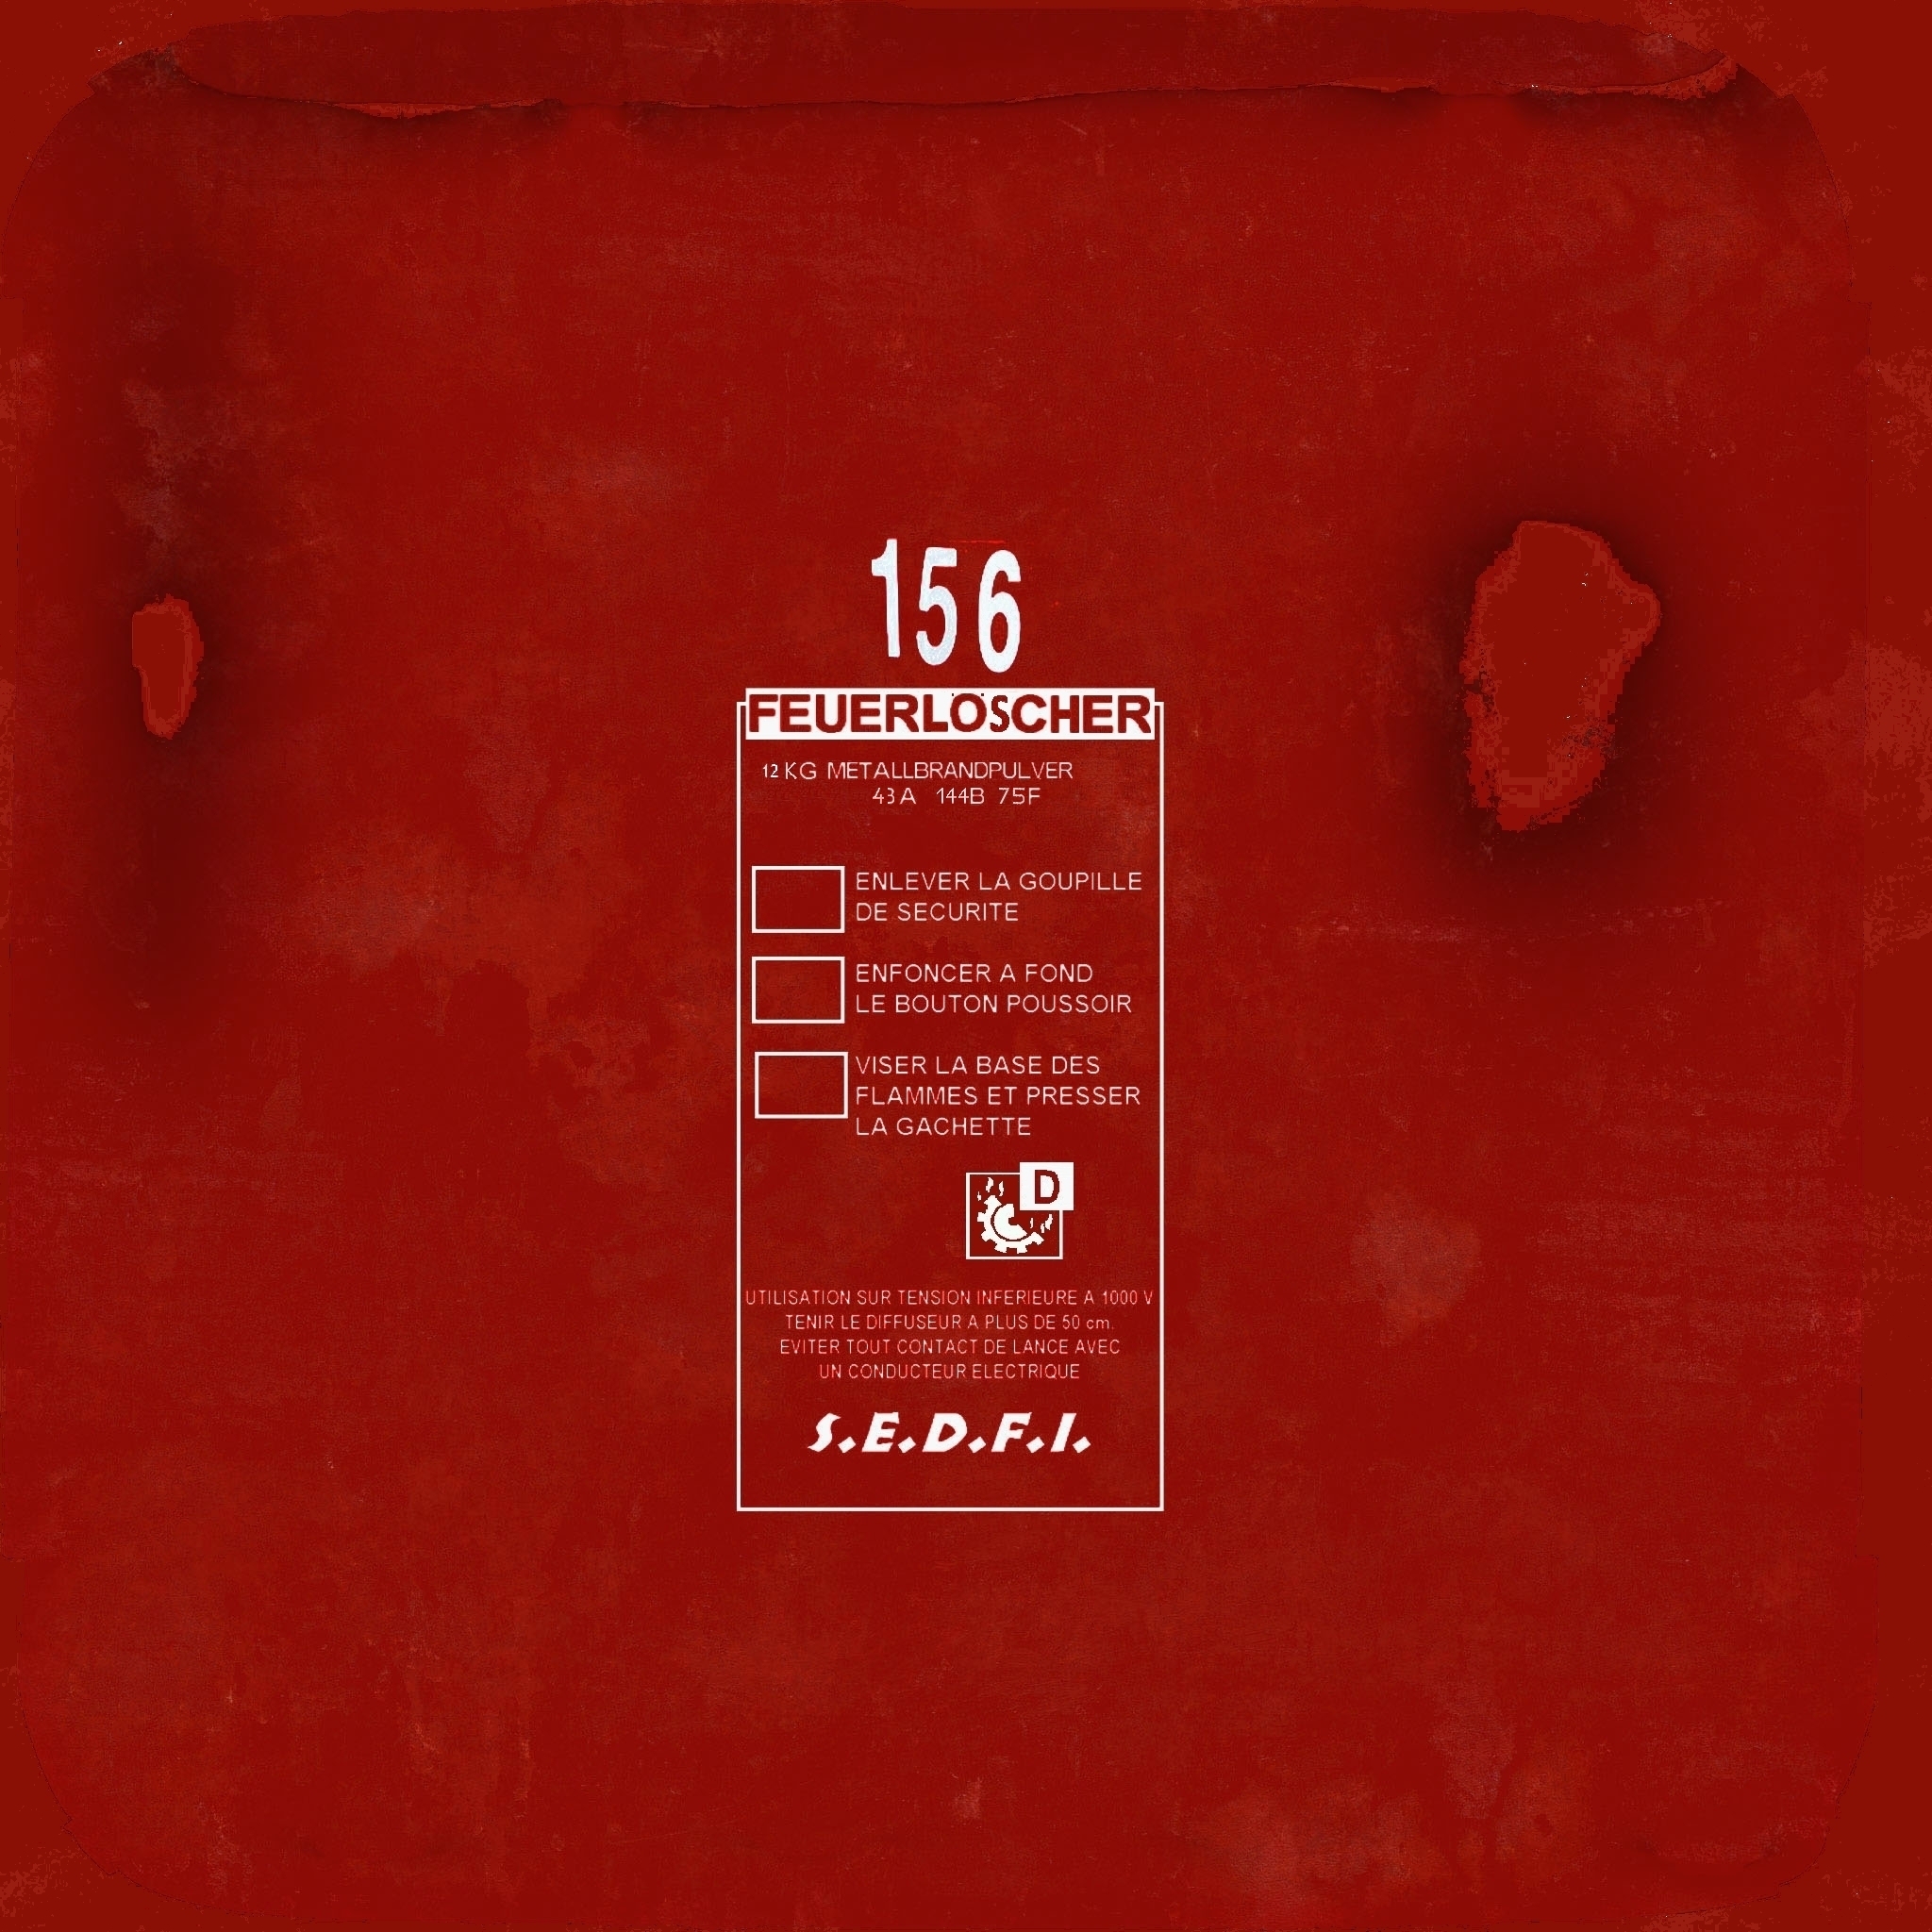 156
FEUERLÖSCHER
12 KG METALLBRANDPULVER
43 A 144B 75F
ENLEVER LA GOUPILLE
DE SECURITE
ENFONCER A FOND
LE BOUTON POUSSOIR
VISER LA BASE DES
FLAMMES ET PRESSER
LA GACHETTE
D
UTILISATION SUR TENSION INFERIEURE A 1000 V
TENIR LE DIFFUSEUR A PLUS DE 50 cm.
EVITER TOUT CONTACT DE LANCE AVEC
UN CONDUCTEUR ELECTRIQUE
S.E.D.F.I.